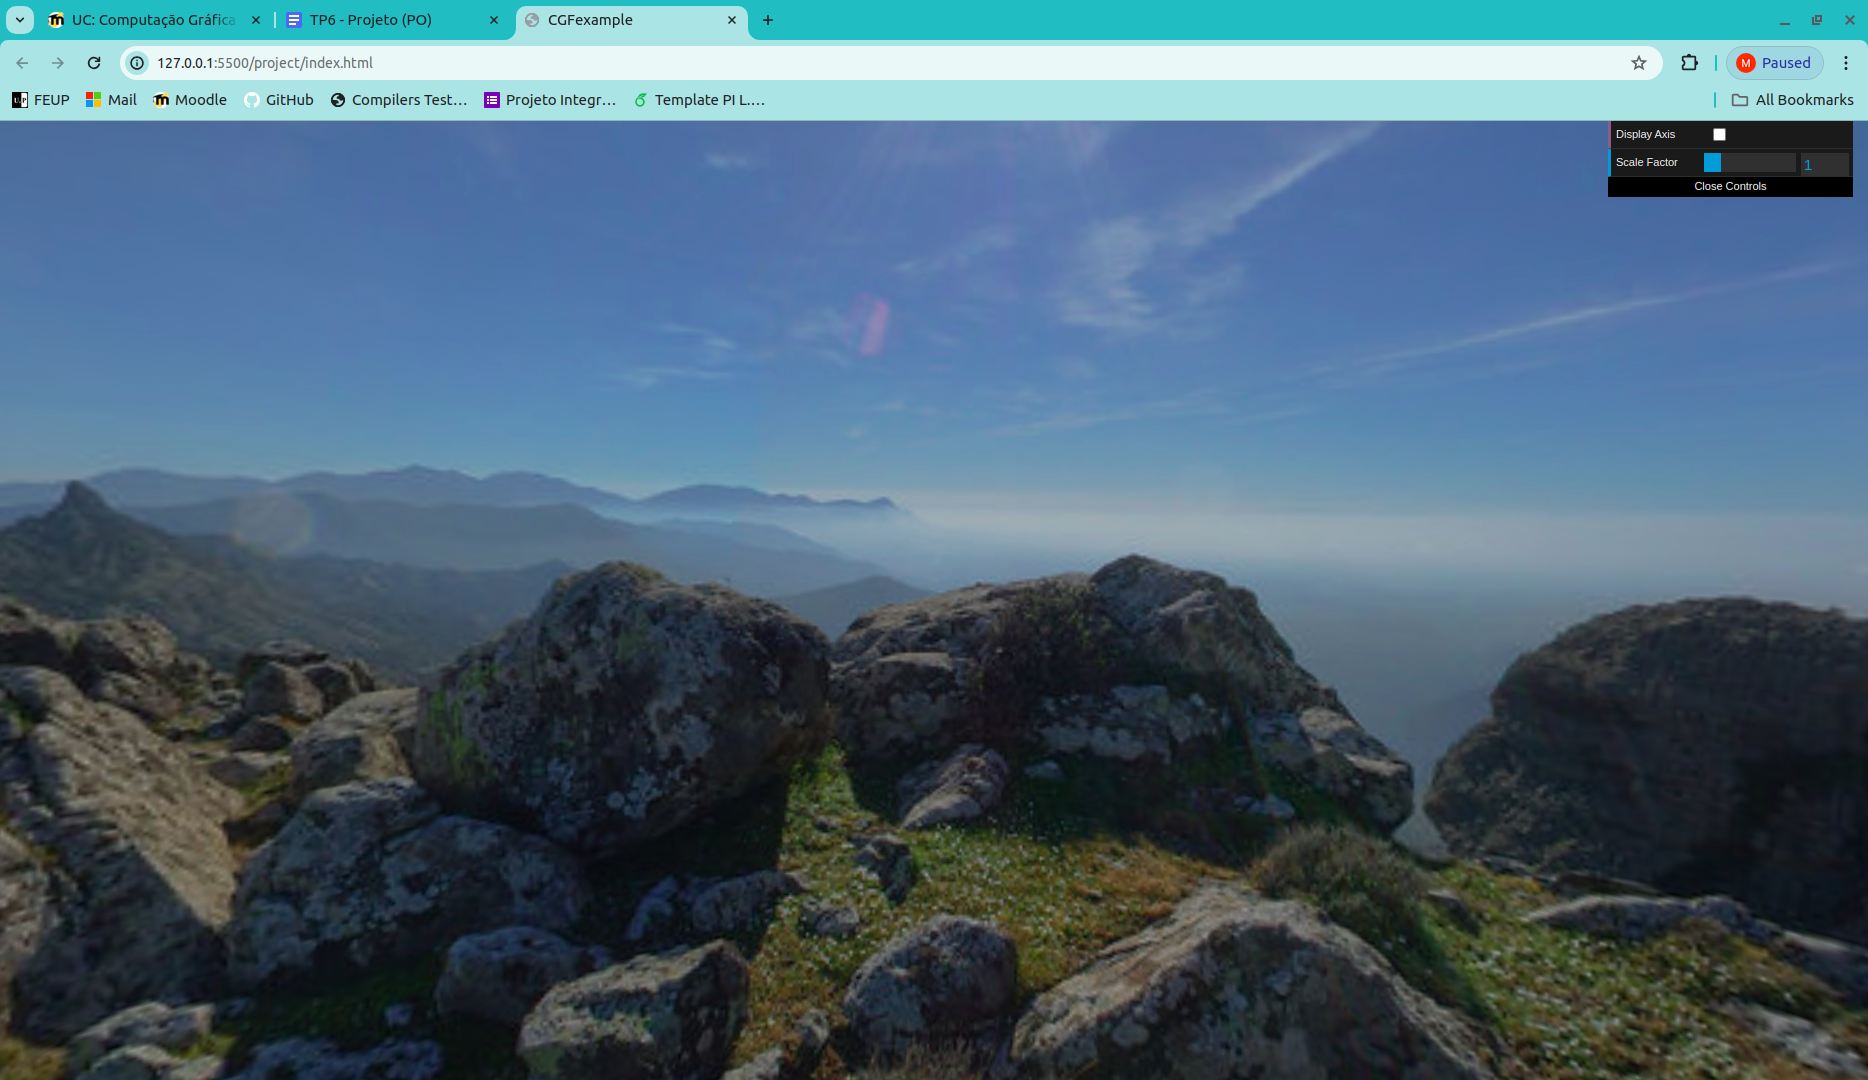 UC: Computação Gráfica
TP6 - Projeto (PO)
CGFexample
127.0.0.1:5500/project/index.html
M Paused
FEUP
Mail
Moodle
GitHub
Compilers Test…
Projeto Integr…
Template PI L.…
All Bookmarks
Display Axis
Scale Factor 1
Close Controls